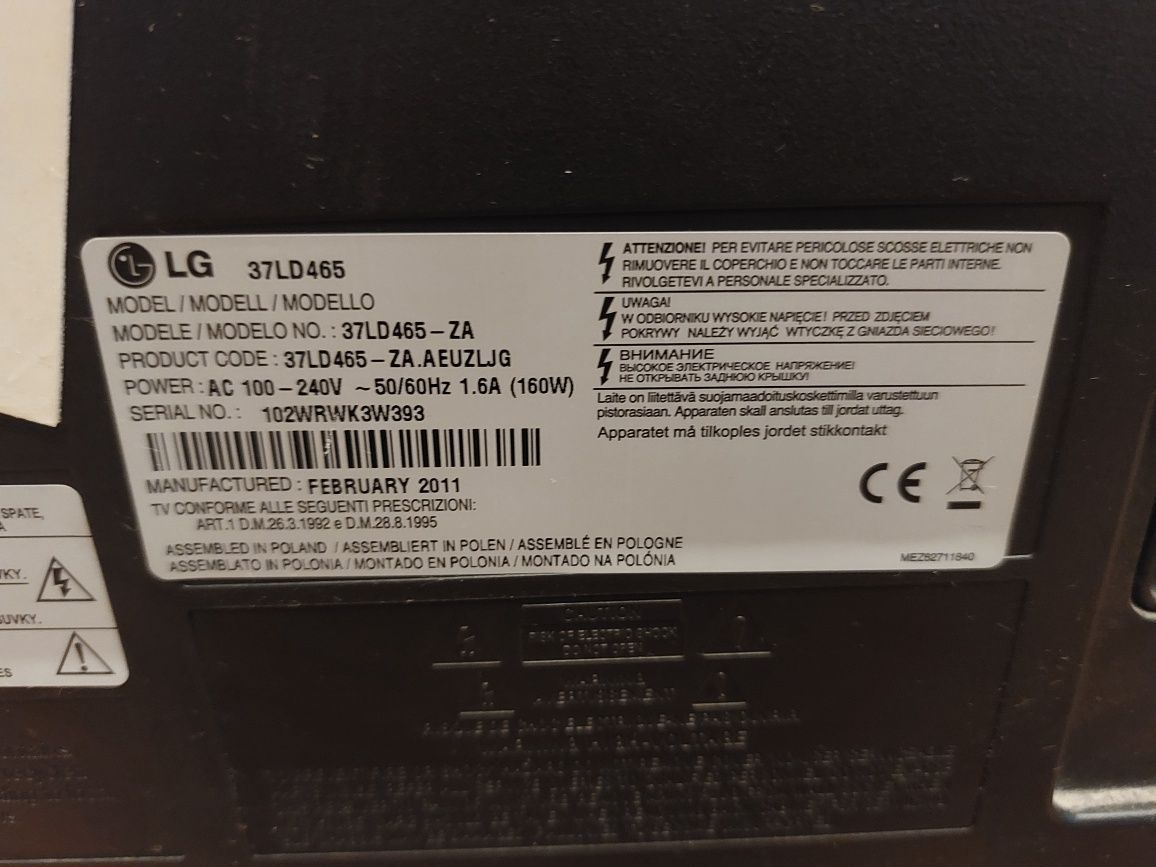 LG 37LD465
MODEL / MODELL / MODELLO
MODELE / MODELO NO. : 37LD465-ZA
PRODUCT CODE : 37LD465-ZA.AEUZLJG
POWER : AC 100-240V ~50/60Hz 1.6A (160W)
SERIAL NO. : 102WRWK3W393
MANUFACTURED : FEBRUARY 2011
TV CONFORME ALLE SEGUENTI PRESCRIZIONI:
ART.1 D.M.26.3.1992 e D.M.28.8.1995
ASSEMBLED IN POLAND / ASSEMBLIERT IN POLEN / ASSEMBLÉ EN POLOGNE
ASSEMBLATO IN POLONIA / MONTADO EN POLONIA / MONTADO NA POLÓNIA
ATTENZIONE! PER EVITARE PERICOLOSE SCOSSE ELETTRICHE NON
RIMUOVERE IL COPERCHIO E NON TOCCARE LE PARTI INTERNE.
RIVOLGETEVI A PERSONALE SPECIALIZZATO.
UWAGA!
W ODBIORNIKU WYSOKIE NAPIĘCIE! PRZED ZDJĘCIEM
POKRYWY NALEŻY WYJĄĆ WTYCZKĘ Z GNIAZDA SIECIOWEGO!
ВНИМАНИЕ
ВЫСОКОЕ ЭЛЕКТРИЧЕСКОЕ НАПРЯЖЕНИЕ!
НЕ ОТКРЫВАТЬ ЗАДНЮЮ КРЫШКУ!
Laite on liitettävä suojamaadoituskoskettimilla varustettuun
pistorasiaan. Apparaten skall anslutas till jordat uttag.
Apparatet må tilkoples jordet stikkontakt
CE
MEZ62711840
SPATE,
VKY.
SUVKY.
ES
CAUTION
RISK OF ELECTRIC SHOCK
DO NOT OPEN
WARNING
AVERTISSEMENT